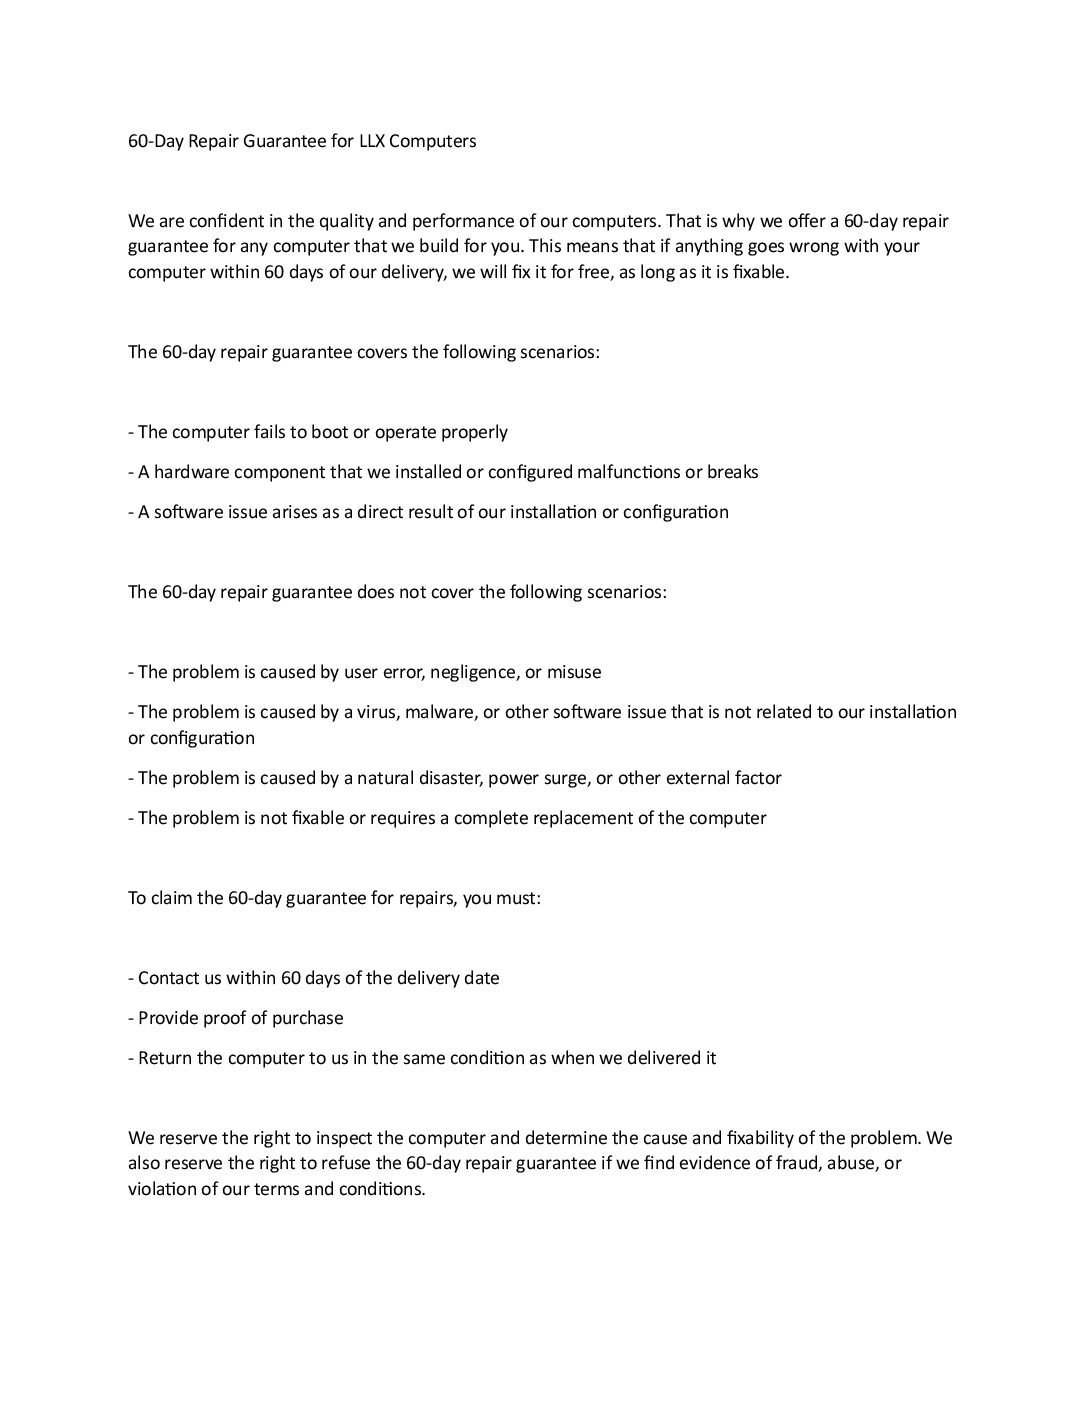 60-Day Repair Guarantee for LLX Computers
We are confident in the quality and performance of our computers. That is why we offer a 60-day repair
guarantee for any computer that we build for you. This means that if anything goes wrong with your
computer within 60 days of our delivery, we will fix it for free, as long as it is fixable.
The 60-day repair guarantee covers the following scenarios:
- The computer fails to boot or operate properly
- A hardware component that we installed or configured malfunctions or breaks
- A software issue arises as a direct result of our installation or configuration
The 60-day repair guarantee does not cover the following scenarios:
- The problem is caused by user error, negligence, or misuse
- The problem is caused by a virus, malware, or other software issue that is not related to our installation
or configuration
- The problem is caused by a natural disaster, power surge, or other external factor
- The problem is not fixable or requires a complete replacement of the computer
To claim the 60-day guarantee for repairs, you must:
- Contact us within 60 days of the delivery date
- Provide proof of purchase
- Return the computer to us in the same condition as when we delivered it
We reserve the right to inspect the computer and determine the cause and fixability of the problem. We
also reserve the right to refuse the 60-day repair guarantee if we find evidence of fraud, abuse, or
violation of our terms and conditions.